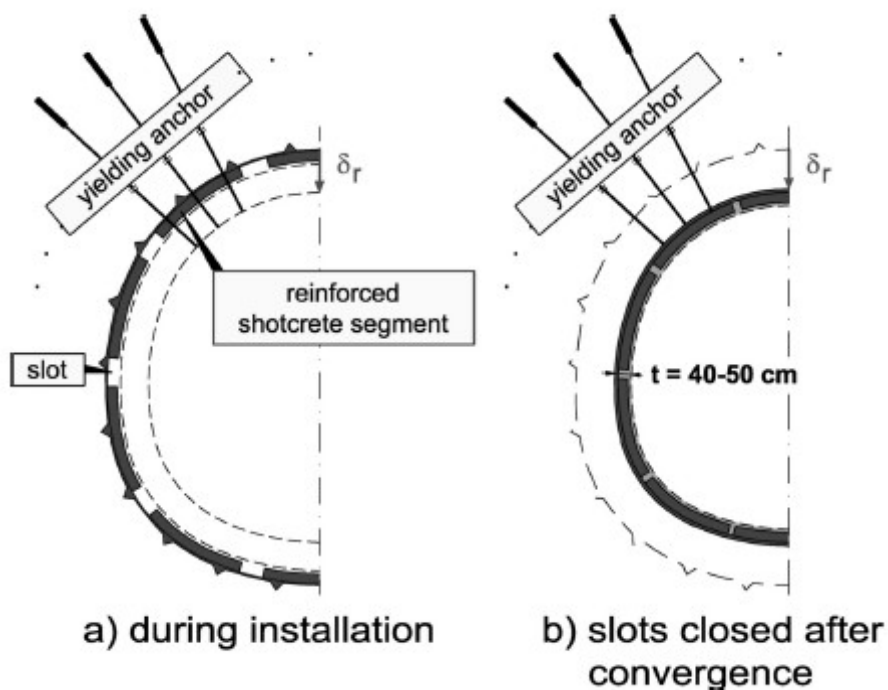 yielding anchor
δr
reinforced
shotcrete segment
slot
a) during installation
yielding anchor
δr
t = 40-50 cm
b) slots closed after
convergence